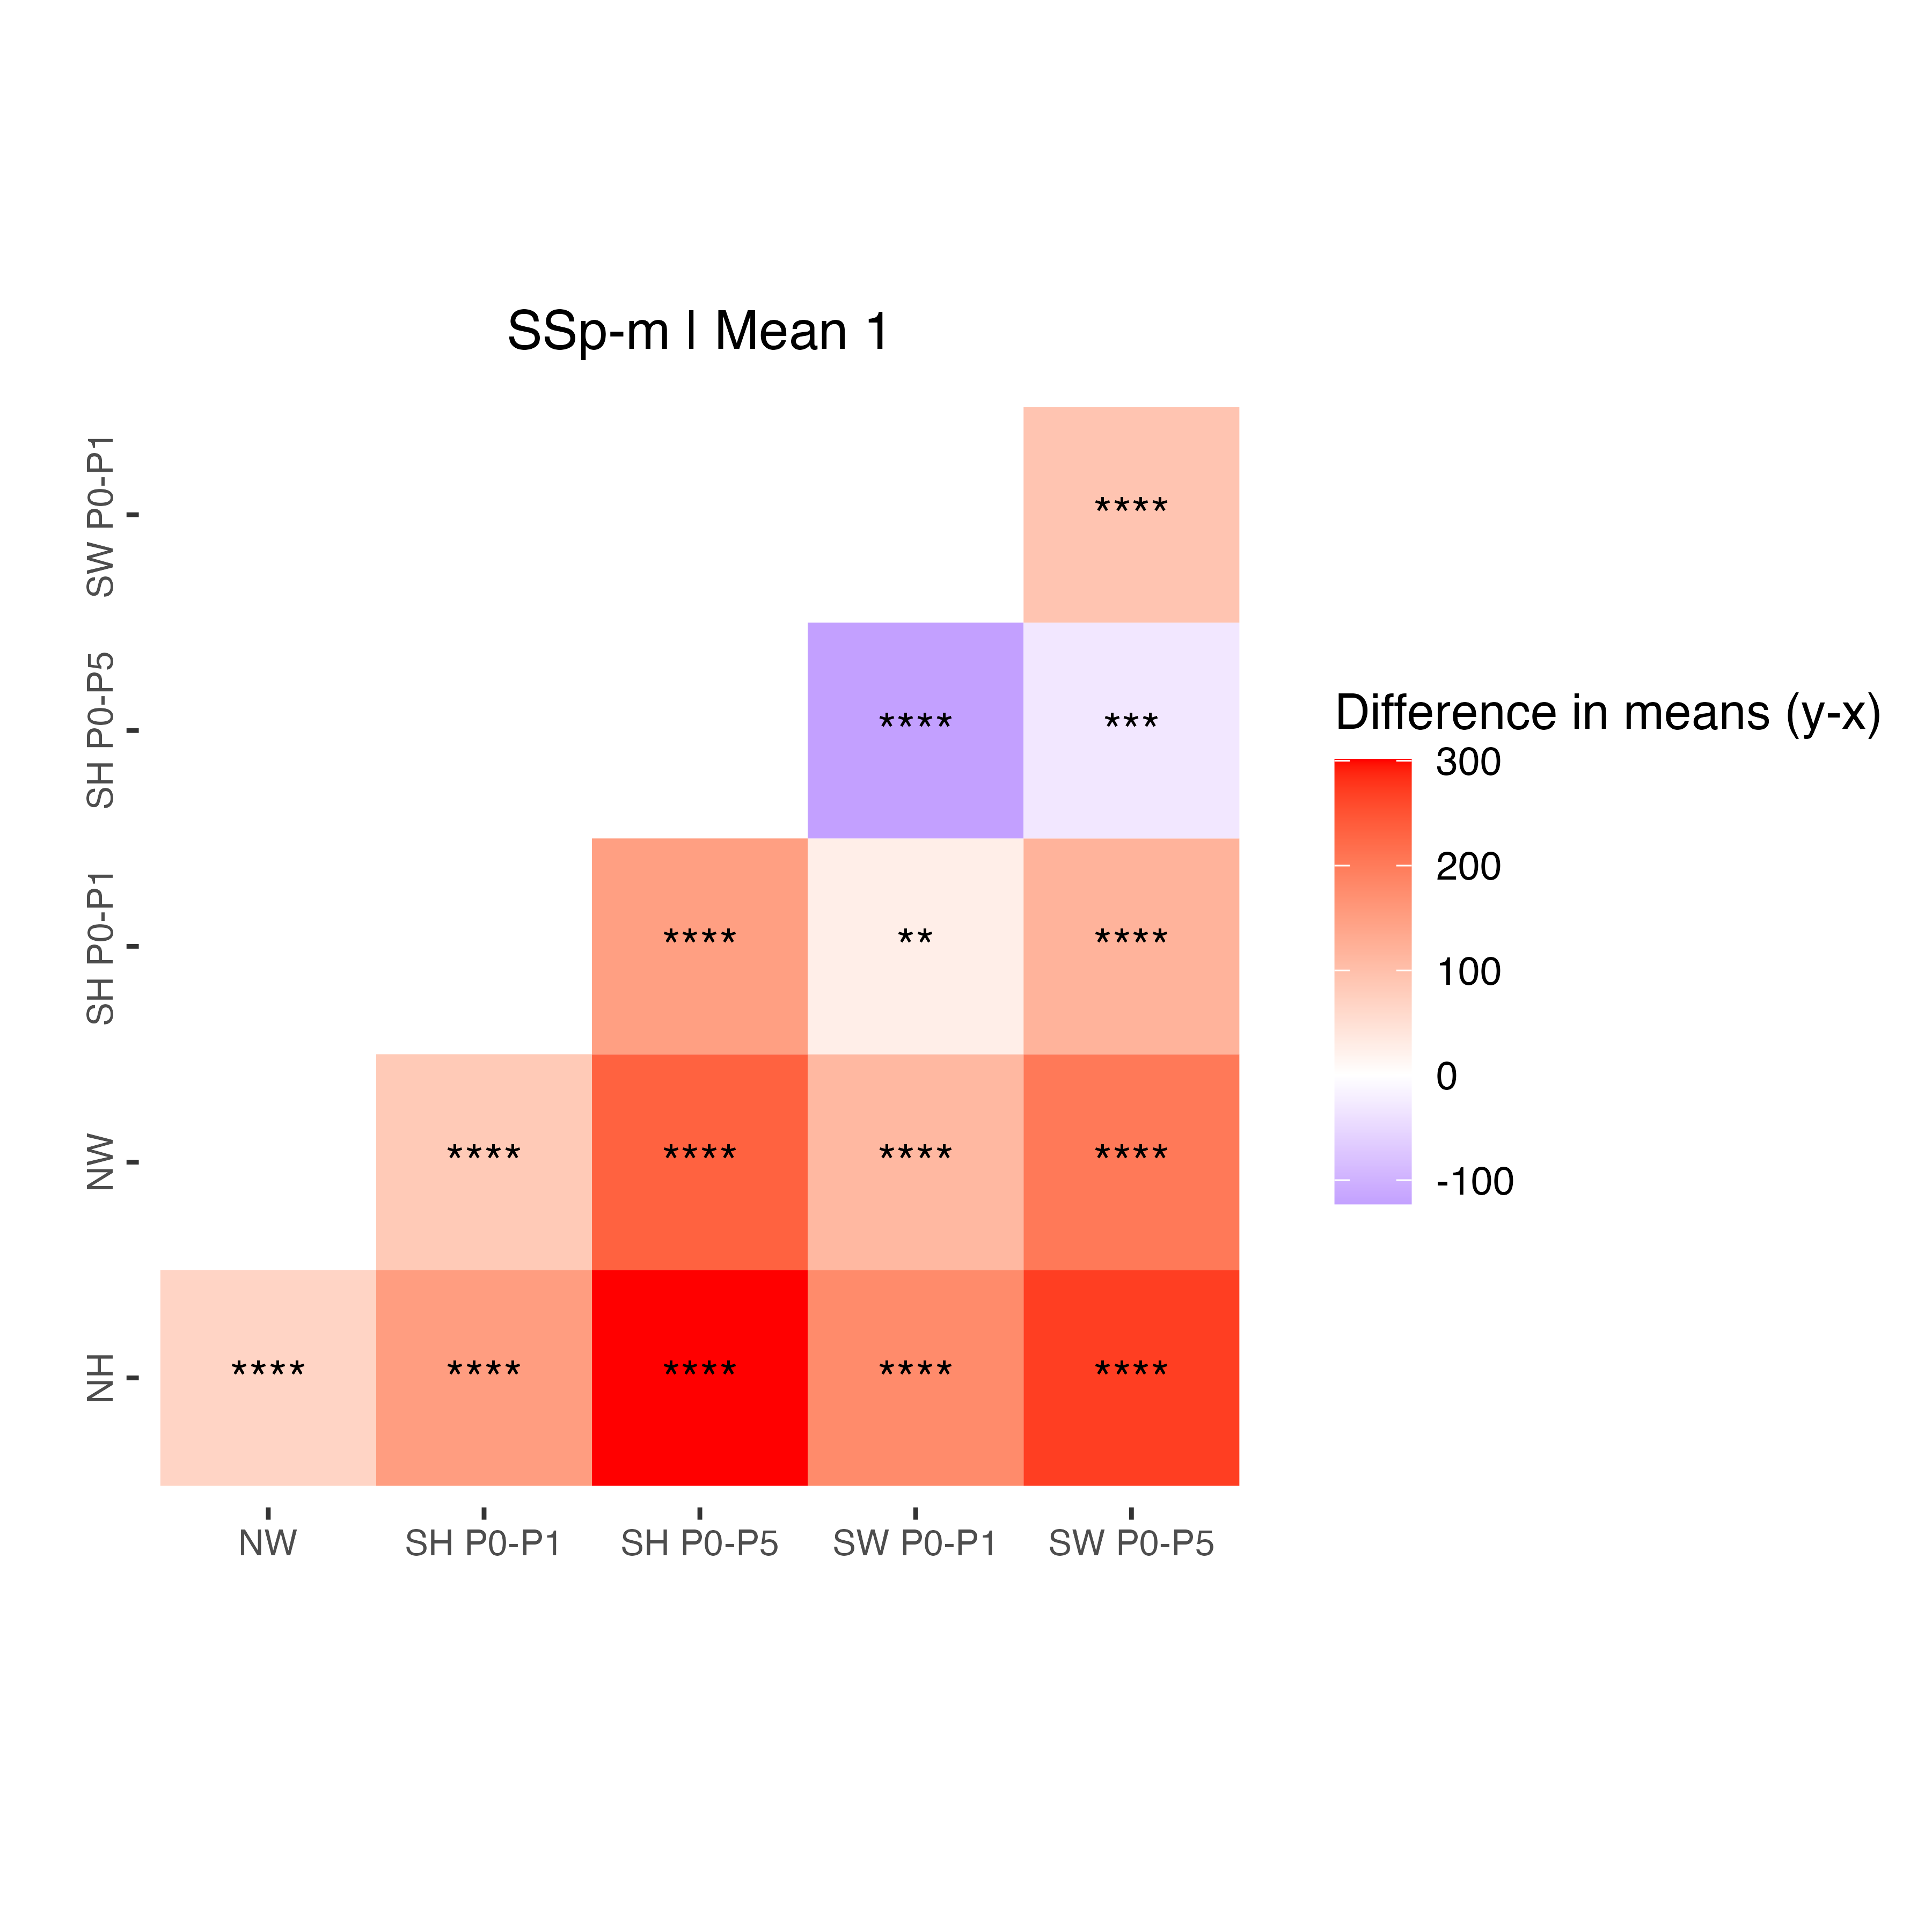 SSp-m | Mean 1
SW P0-P1
****
SH P0-P5
**** ***
SH P0-P1
**** ** ****
NW
**** **** **** ****
NH
**** **** **** **** ****
NW SH P0-P1 SH P0-P5 SW P0-P1 SW P0-P5
Difference in means (y-x)
300
200
100
0
-100